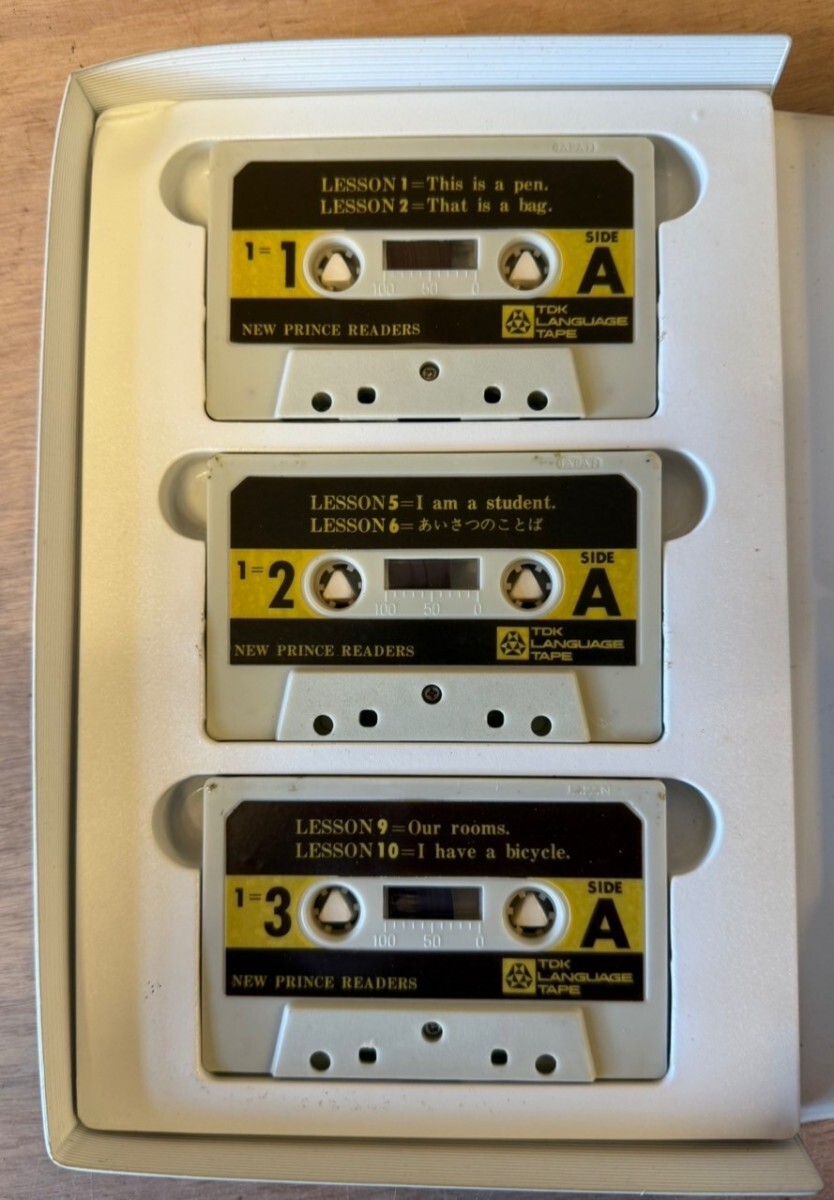 JAPAN
LESSON 1=This is a pen.
LESSON 2=That is a bag.
1=1
SIDE
A
100 50 0
NEW PRINCE READERS
TDK
LANGUAGE
TAPE
JAPAN
LESSON 5=I am a student.
LESSON 6=あいさつのことば
1=2
SIDE
A
100 50 0
NEW PRINCE READERS
TDK
LANGUAGE
TAPE
LESSON 9=Our rooms.
LESSON 10=I have a bicycle.
1=3
SIDE
A
100 50 0
NEW PRINCE READERS
TDK
LANGUAGE
TAPE